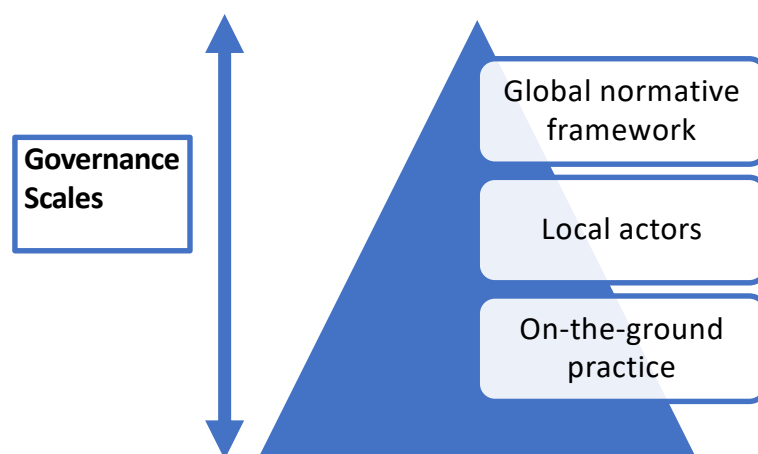 Governance
Scales
Global normative
framework
Local actors
On-the-ground
practice